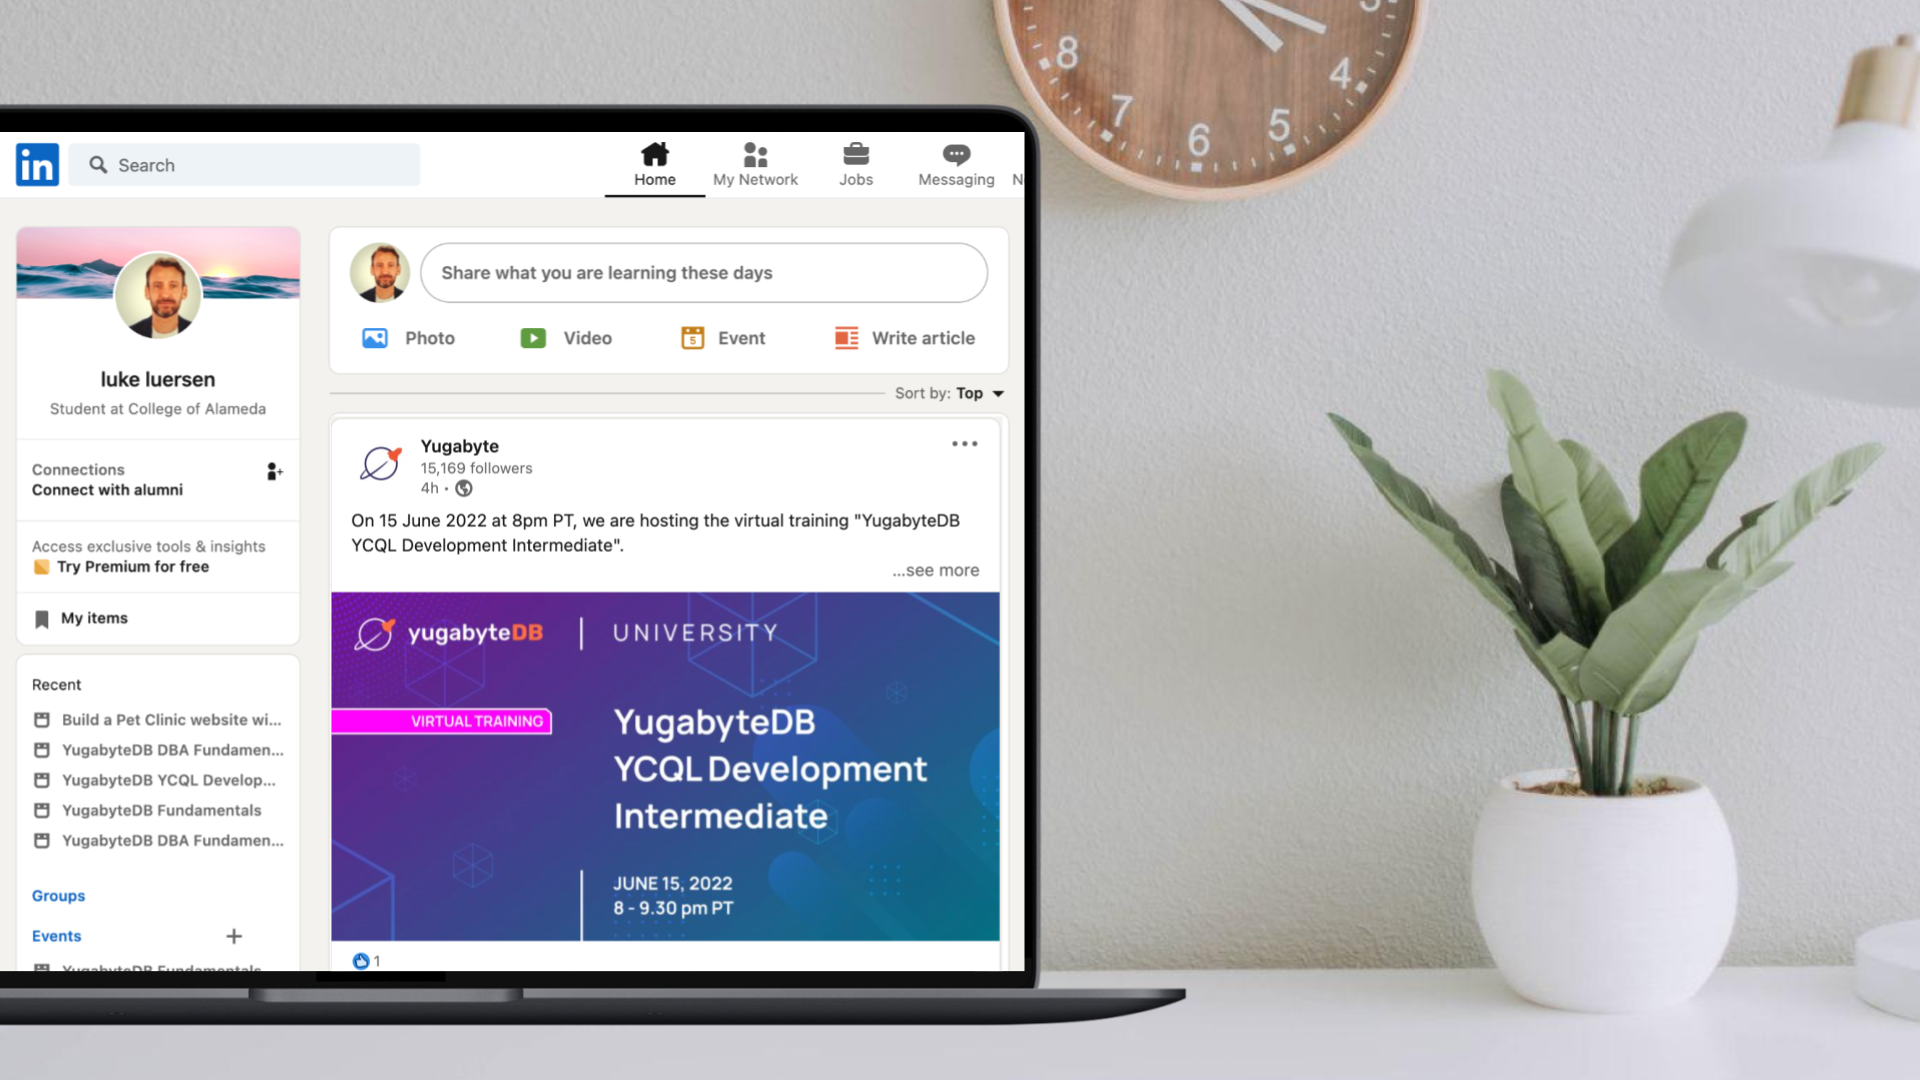 8
7
6
5
4
3
in
Search
Home
My Network
Jobs
Messaging
luke luersen
Student at College of Alameda
Connections
Connect with alumni
Access exclusive tools & insights
Try Premium for free
My items
Recent
Build a Pet Clinic website wi...
YugabyteDB DBA Fundamen...
YugabyteDB YCQL Develop...
YugabyteDB Fundamentals
YugabyteDB DBA Fundamen...
Groups
Events
YugabyteDB Fundamentals
Share what you are learning these days
Photo
Video
5
Event
Write article
Sort by: Top
Yugabyte
15,169 followers
4h •
On 15 June 2022 at 8pm PT, we are hosting the virtual training "YugabyteDB
YCQL Development Intermediate".
...see more
yugabyteDB | UNIVERSITY
VIRTUAL TRAINING
YugabyteDB
YCQL Development
Intermediate
JUNE 15, 2022
8 - 9.30 pm PT
1